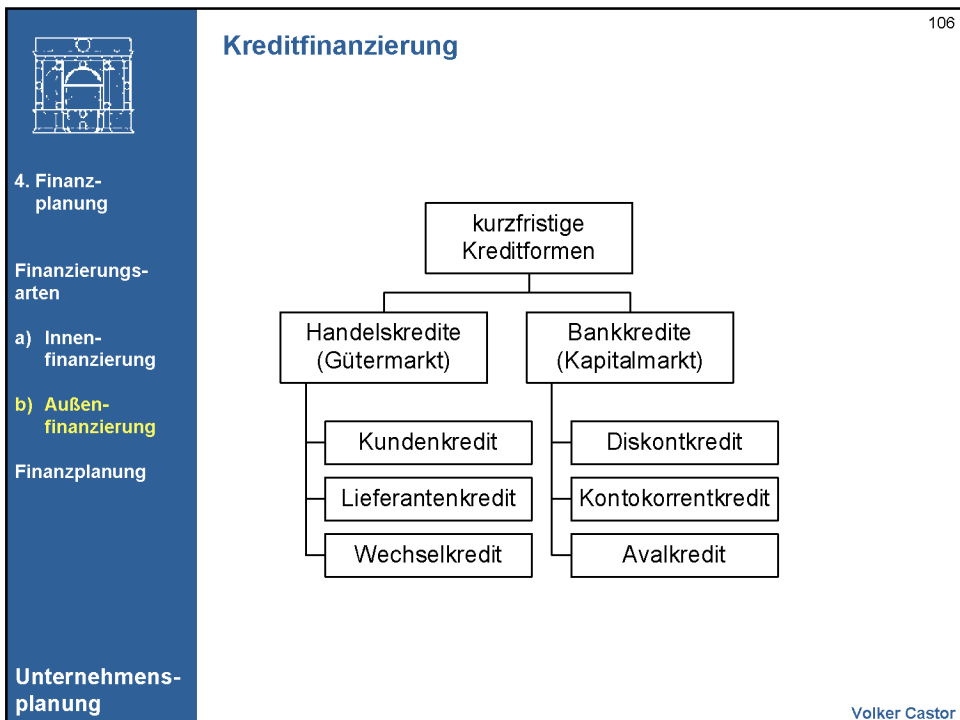 106
Kreditfinanzierung
4. Finanz-
planung
Finanzierungs-
arten
a) Innen-
finanzierung
b) Außen-
finanzierung
Finanzplanung
Unternehmens-
planung
kurzfristige
Kreditformen
Handelskredite
(Gütermarkt)
Kundenkredit
Lieferantenkredit
Wechselkredit
Bankkredite
(Kapitalmarkt)
Diskontkredit
Kontokorrentkredit
Avalkredit
Volker Castor